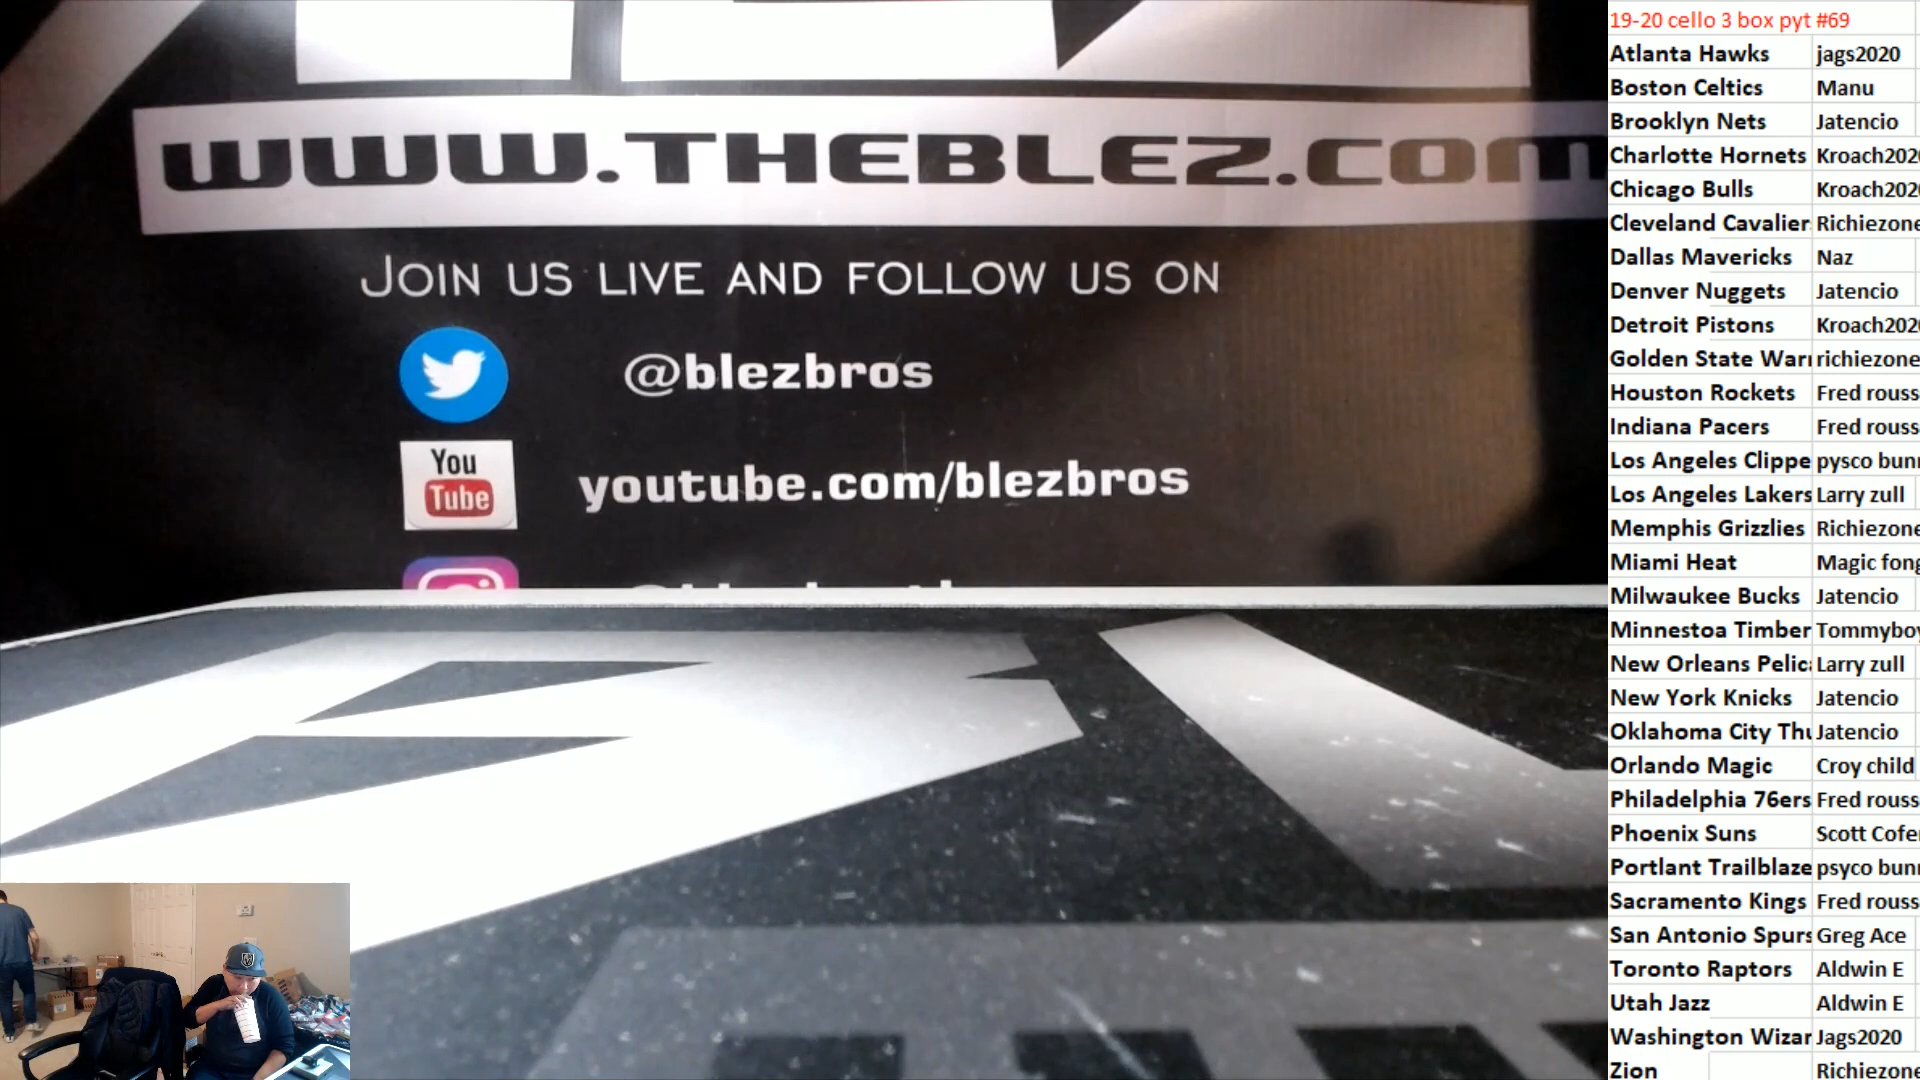 www.THEBLEZ.com
JOIN US LIVE AND FOLLOW US ON
@blezbros
You Tube youtube.com/blezbros
19-20 cello 3 box pyt #69
Atlanta Hawks jags2020
Boston Celtics Manu
Brooklyn Nets Jatencio
Charlotte Hornets Kroach202
Chicago Bulls Kroach202
Cleveland Cavalier Richiezone
Dallas Mavericks Naz
Denver Nuggets Jatencio
Detroit Pistons Kroach202
Golden State Warr richiezone
Houston Rockets Fred rouss
Indiana Pacers Fred rouss
Los Angeles Clippe pysco bun
Los Angeles Lakers Larry zull
Memphis Grizzlies Richiezone
Miami Heat Magic fong
Milwaukee Bucks Jatencio
Minnestoa Timber Tommyboy
New Orleans Pelic Larry zull
New York Knicks Jatencio
Oklahoma City Thu Jatencio
Orlando Magic Croy child
Philadelphia 76ers Fred rouss
Phoenix Suns Scott Cofe
Portlant Trailblaze psyco bun
Sacramento Kings Fred rouss
San Antonio Spurs Greg Ace
Toronto Raptors Aldwin E
Utah Jazz Aldwin E
Washington Wizar Jags2020
Zion Richiezone